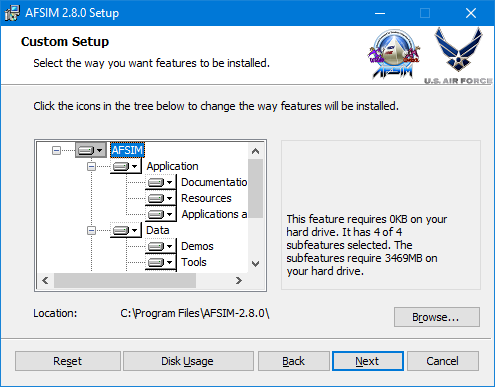 AFSIM 2.8.0 Setup
Custom Setup
Select the way you want features to be installed.
AFSIM
U.S. AIR FORCE
Click the icons in the tree below to change the way features will be installed.
AFSIM
Application
Documentatio
Resources
Applications a
Data
Demos
Tools
This feature requires 0KB on your
hard drive. It has 4 of 4
subfeatures selected. The
subfeatures require 3469MB on
your hard drive.
Location: C:\Program Files\AFSIM-2.8.0\
Browse...
Reset Disk Usage Back Next Cancel